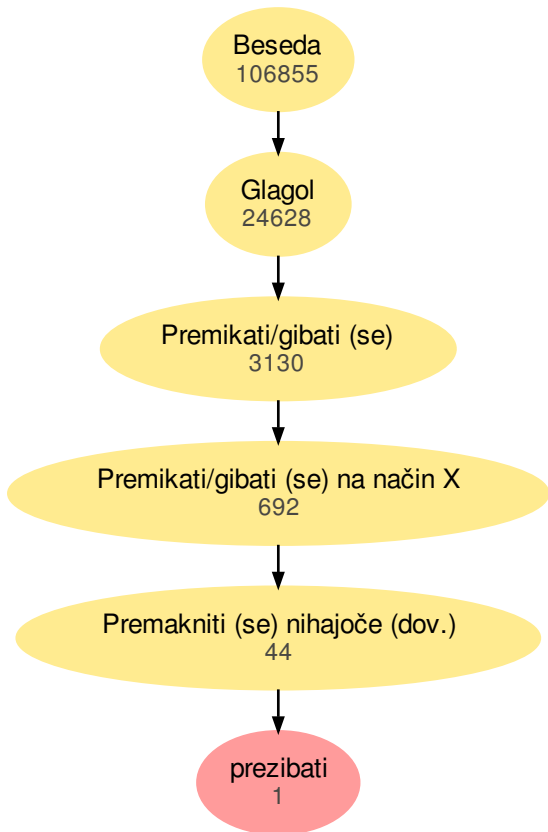 Beseda
106855
Glagol
24628
Premikati/gibati (se)
3130
Premikati/gibati (se) na način X
692
Premakniti (se) nihajoče (dov.)
44
prezibati
1